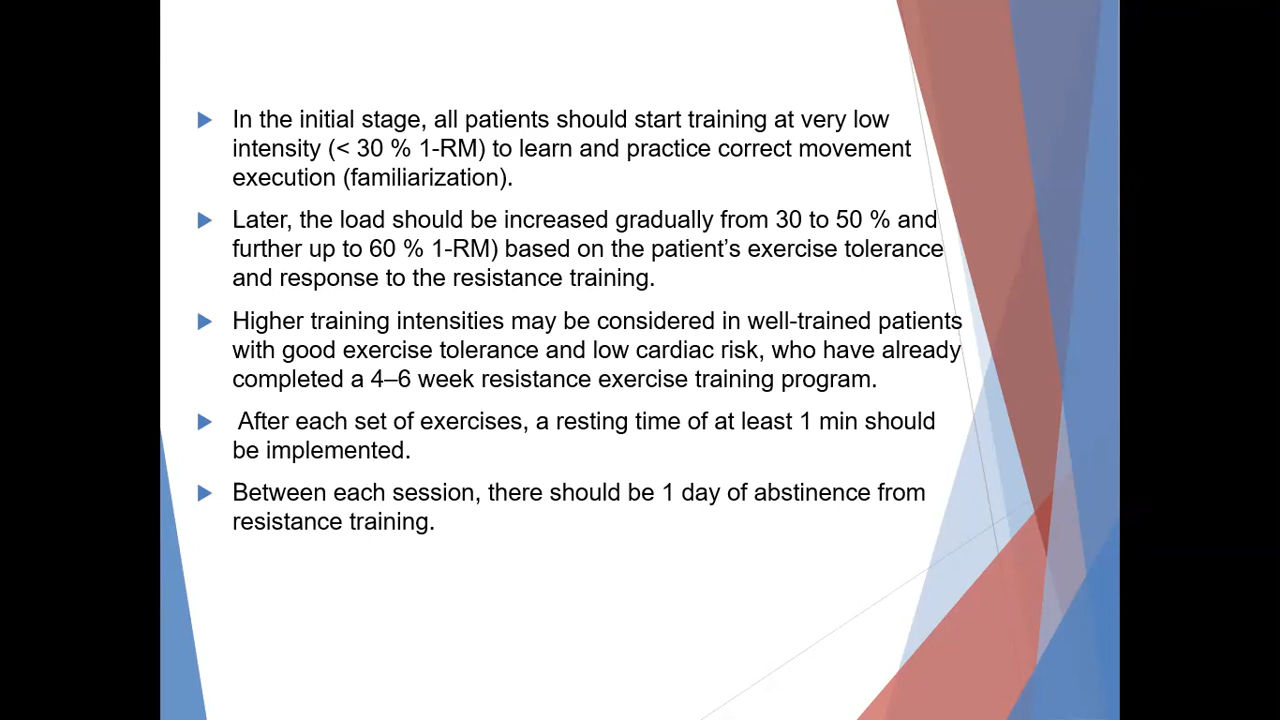 In the initial stage, all patients should start training at very low
intensity (< 30 % 1-RM) to learn and practice correct movement
execution (familiarization).
Later, the load should be increased gradually from 30 to 50 % and
further up to 60 % 1-RM) based on the patient’s exercise tolerance
and response to the resistance training.
Higher training intensities may be considered in well-trained patients
with good exercise tolerance and low cardiac risk, who have already
completed a 4–6 week resistance exercise training program.
After each set of exercises, a resting time of at least 1 min should
be implemented.
Between each session, there should be 1 day of abstinence from
resistance training.